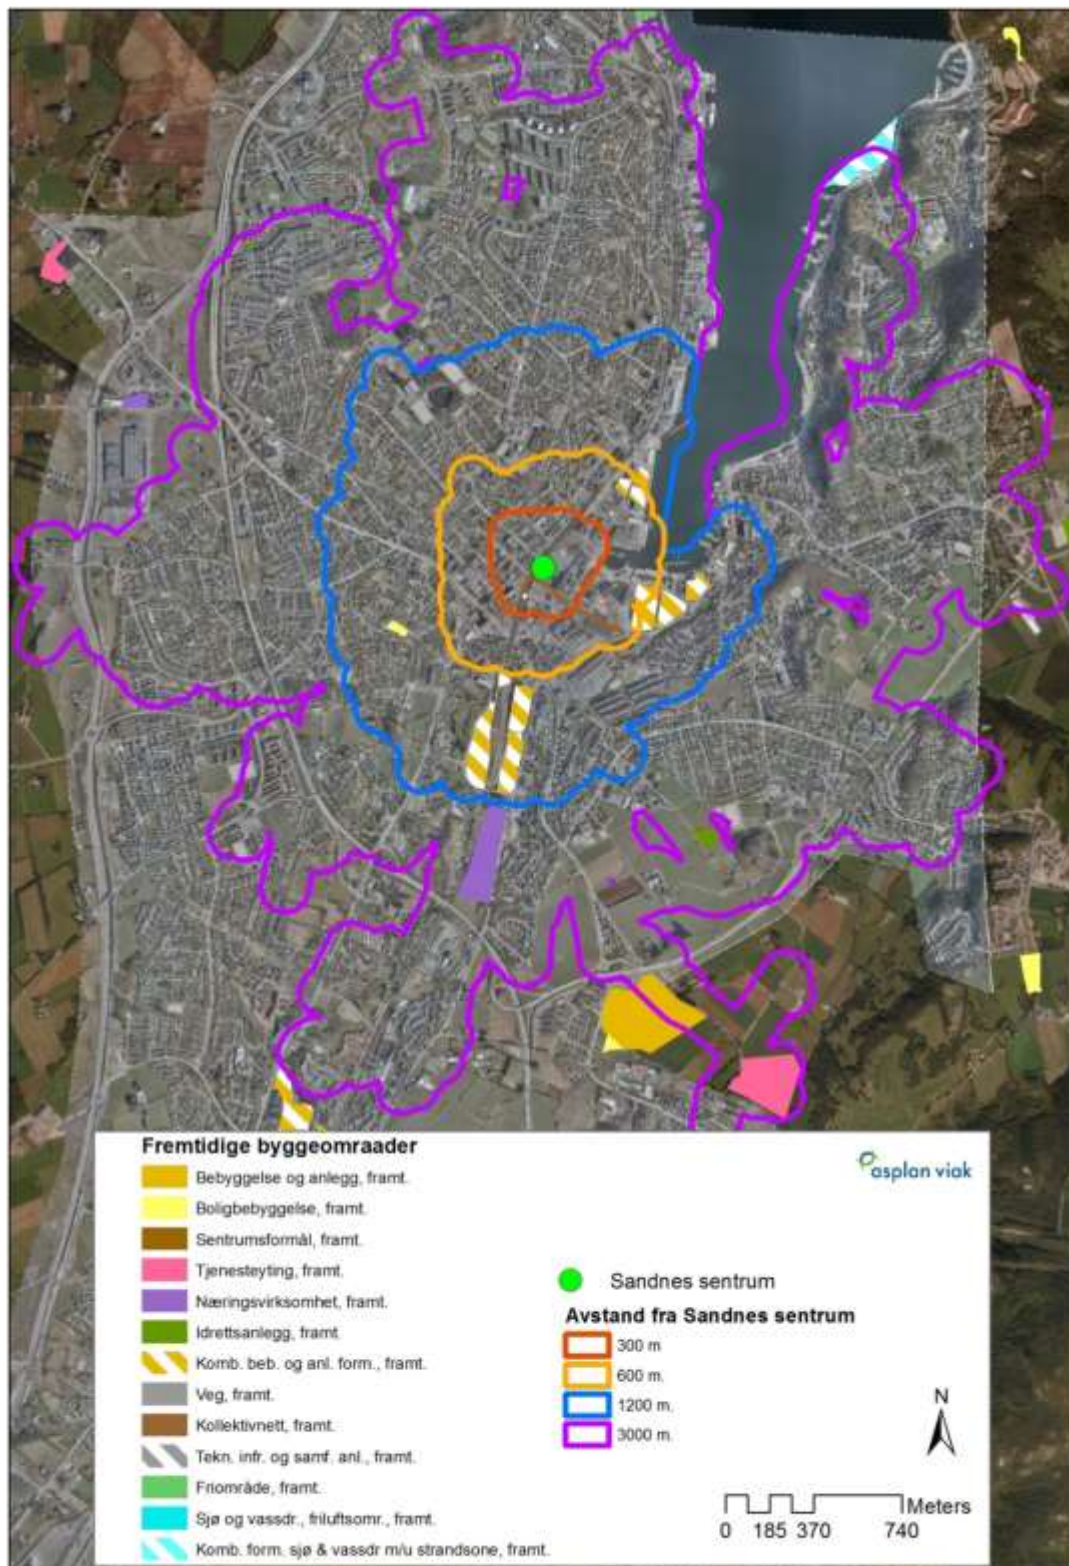 Fremtidige byggeomraader
Bebyggelse og anlegg, framt.
Boligbebyggelse, framt.
Sentrumsformål, framt.
Tjenesteyting, framt.
Næringsvirksomhet, framt.
Idrettsanlegg, framt
Komb. beb. og anl. form., framt.
Veg, framt.
Kollektivnett, framt.
Tekn. infr. og samf. anl., framt.
Friområde, framt.
Sjø og vassdr., friluftsomr., framt.
Komb. form. sjø & vassdr m/u strandsone, framt.
asplan viak
Sandnes sentrum
Avstand fra Sandnes sentrum
300 m
600 m.
1200 m.
3000 m.
N
Meters
0 185 370 740